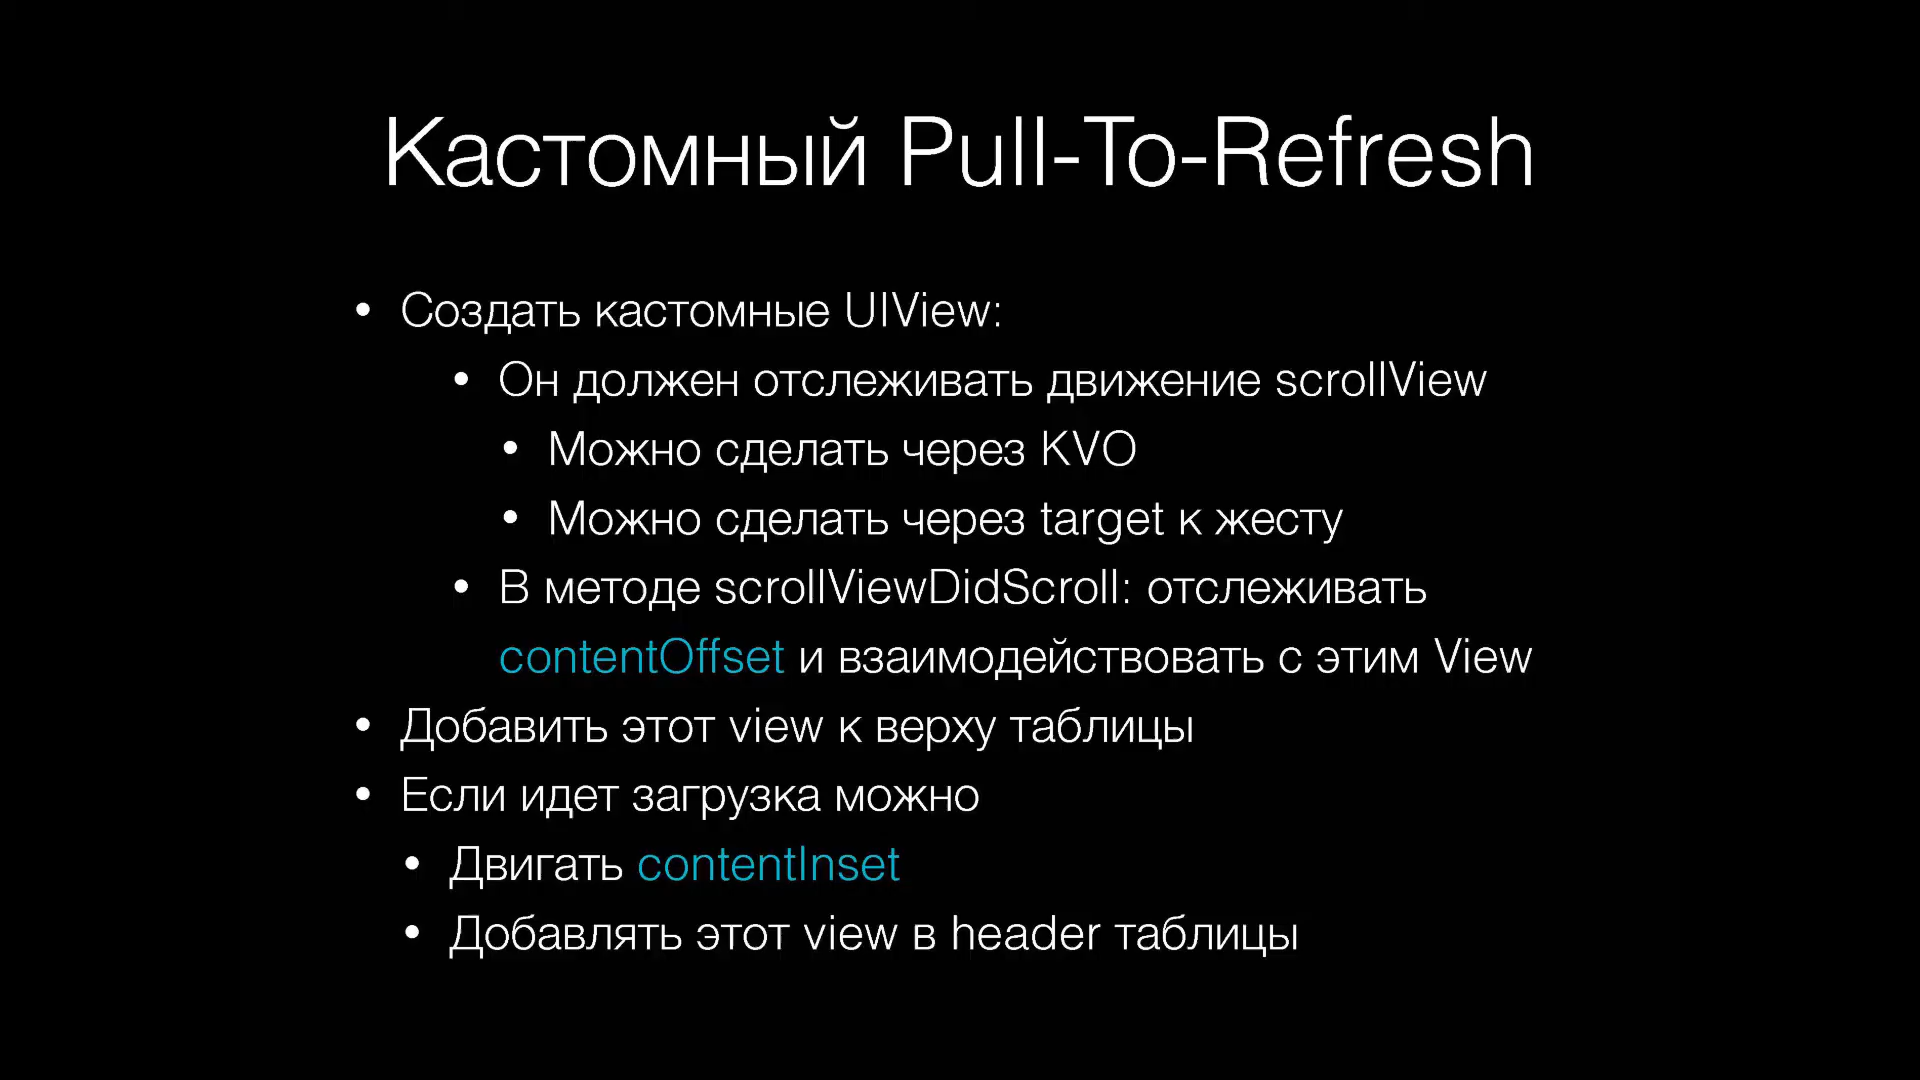 Кастомный Pull-To-Refresh
• Создать кастомные UIView:
• Он должен отслеживать движение scrollView
• Можно сделать через KVO
• Можно сделать через target к жесту
• В методе scrollViewDidScroll: отслеживать
contentOffset и взаимодействовать с этим View
• Добавить этот view к верху таблицы
• Если идет загрузка можно
• Двигать contentInset
• Добавлять этот view в header таблицы